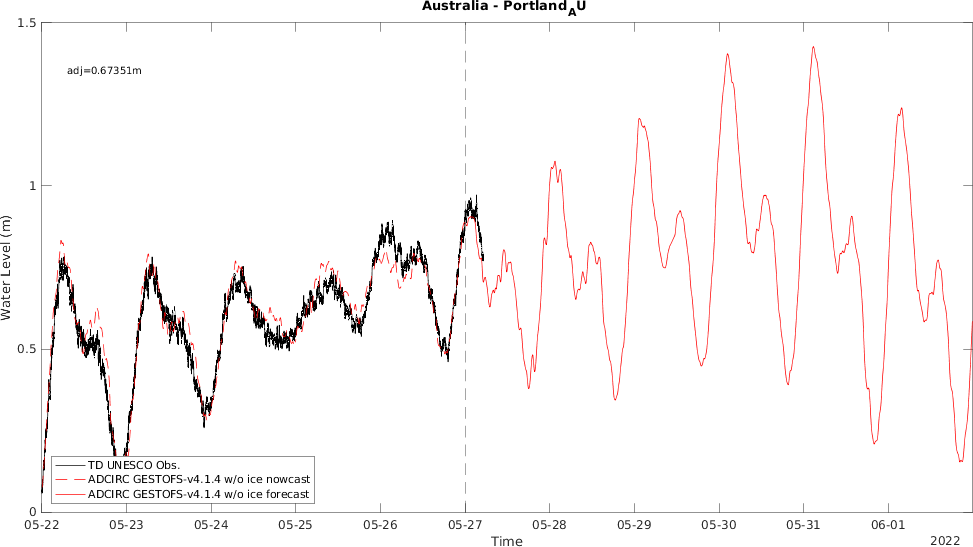 Australia - Portland_AU
1.5
adj=0.67351m
1
Water Level (m)
0.5
TD UNESCO Obs.
ADCIRC GESTOFS-v4.1.4 w/o ice nowcast
ADCIRC GESTOFS-v4.1.4 w/o ice forecast
0
05-22 05-23 05-24 05-25 05-26 05-27 05-28 05-29 05-30 05-31 06-01
Time
2022